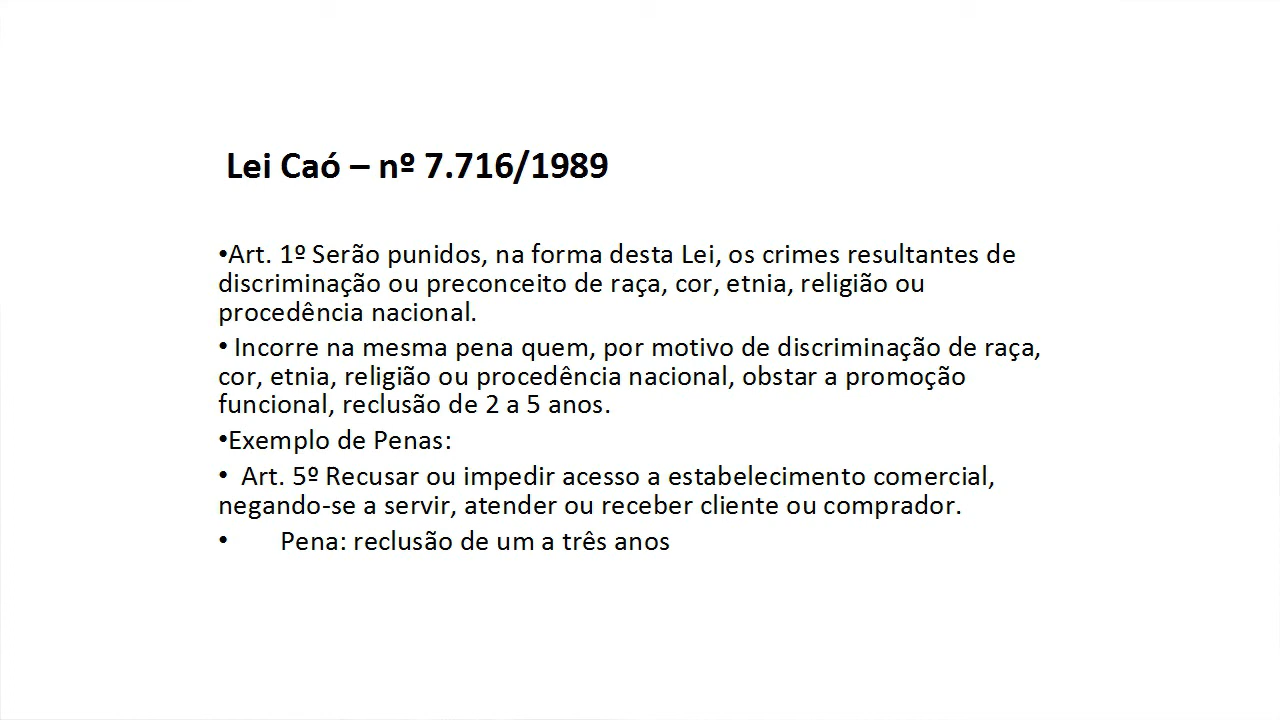 Lei Caó – nº 7.716/1989
•Art. 1º Serão punidos, na forma desta Lei, os crimes resultantes de
discriminação ou preconceito de raça, cor, etnia, religião ou
procedência nacional.
• Incorre na mesma pena quem, por motivo de discriminação de raça,
cor, etnia, religião ou procedência nacional, obstar a promoção
funcional, reclusão de 2 a 5 anos.
•Exemplo de Penas:
• Art. 5º Recusar ou impedir acesso a estabelecimento comercial,
negando-se a servir, atender ou receber cliente ou comprador.
• Pena: reclusão de um a três anos